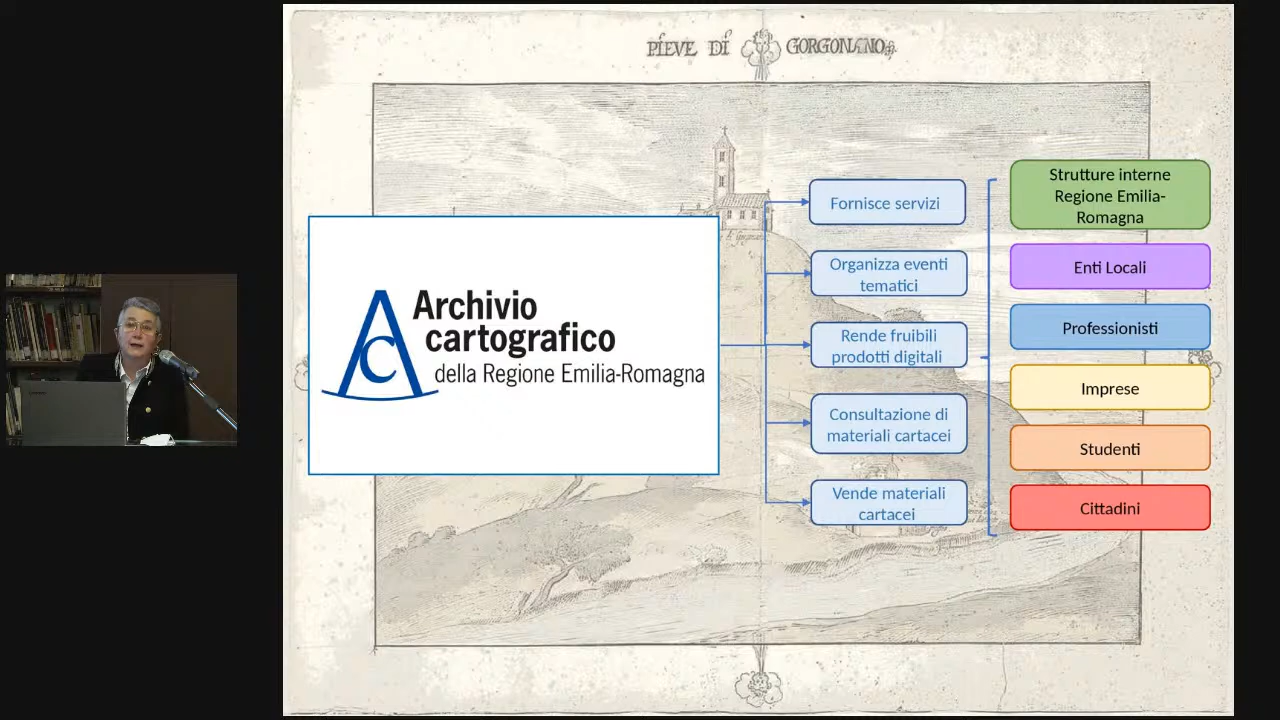 PIEVE DI GORGONANO
Archivio
cartografico
della Regione Emilia-Romagna
Fornisce servizi
Organizza eventi
tematici
Rende fruibili
prodotti digitali
Consultazione di
materiali cartacei
Vende materiali
cartacei
Strutture interne
Regione Emilia-
Romagna
Enti Locali
Professionisti
Imprese
Studenti
Cittadini